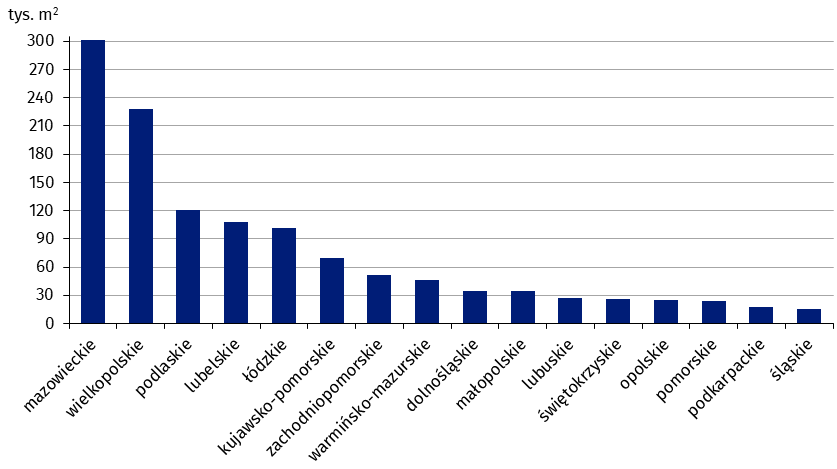 tys. m²
300
270
240
210
180
150
120
90
60
30
0
mazowieckie
wielkopolskie
podlaskie
lubelskie
łódzkie
kujawsko-pomorskie
zachodniopomorskie
warmińsko-mazurskie
dolnośląskie
małopolskie
lubuskie
świętokrzyskie
opolskie
pomorskie
podkarpackie
śląskie